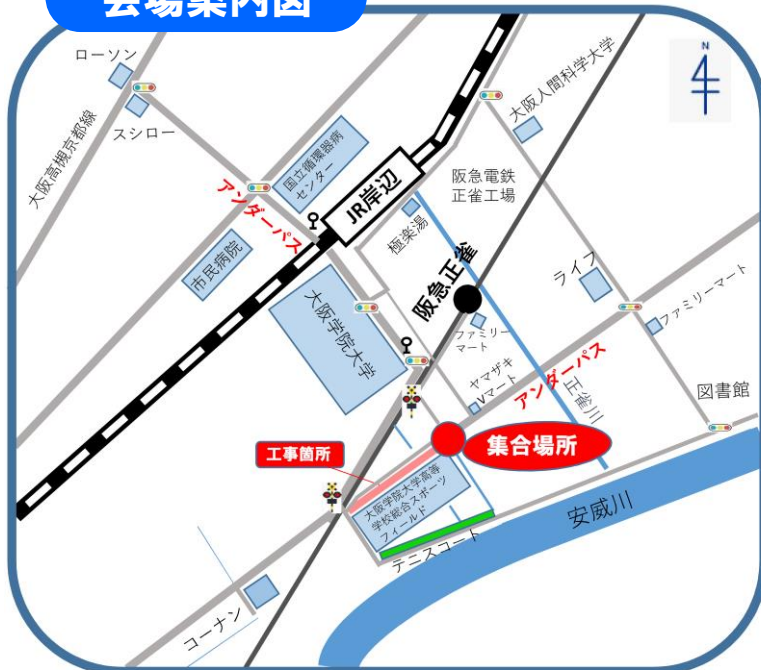 会場案内図
N
ローソン
スシロー
大阪高槻京都線
国立循環器病
センター
アンダーパス
市民病院
JR岸辺
大阪人間科学大学
阪急電鉄
正雀工場
極楽湯
阪急正雀
ライフ
ファミリーマート
ファミリー
マート
大阪学院大学
ヤマザキ
Vマート
アンダーパス
正雀川
図書館
工事箇所
集合場所
大阪学院大学高等
学校総合スポーツ
フィールド
テニスコート
安威川
コーナン